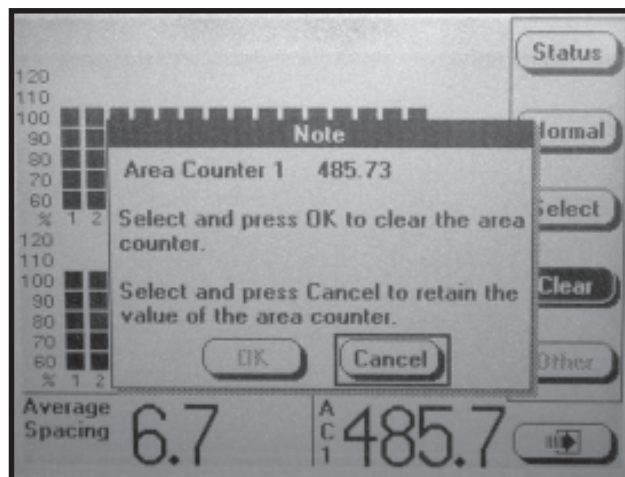 Status
120
110
100
90
80
70
60
% 1 2
Note
Area Counter 1 485.73
Select and press OK to clear the area
counter.
Select and press Cancel to retain the
value of the area counter.
OK Cancel
Normal
Select
Clear
Other
120
110
100
90
80
70
60
% 1 2
Average
Spacing 6.7
AC1 485.7